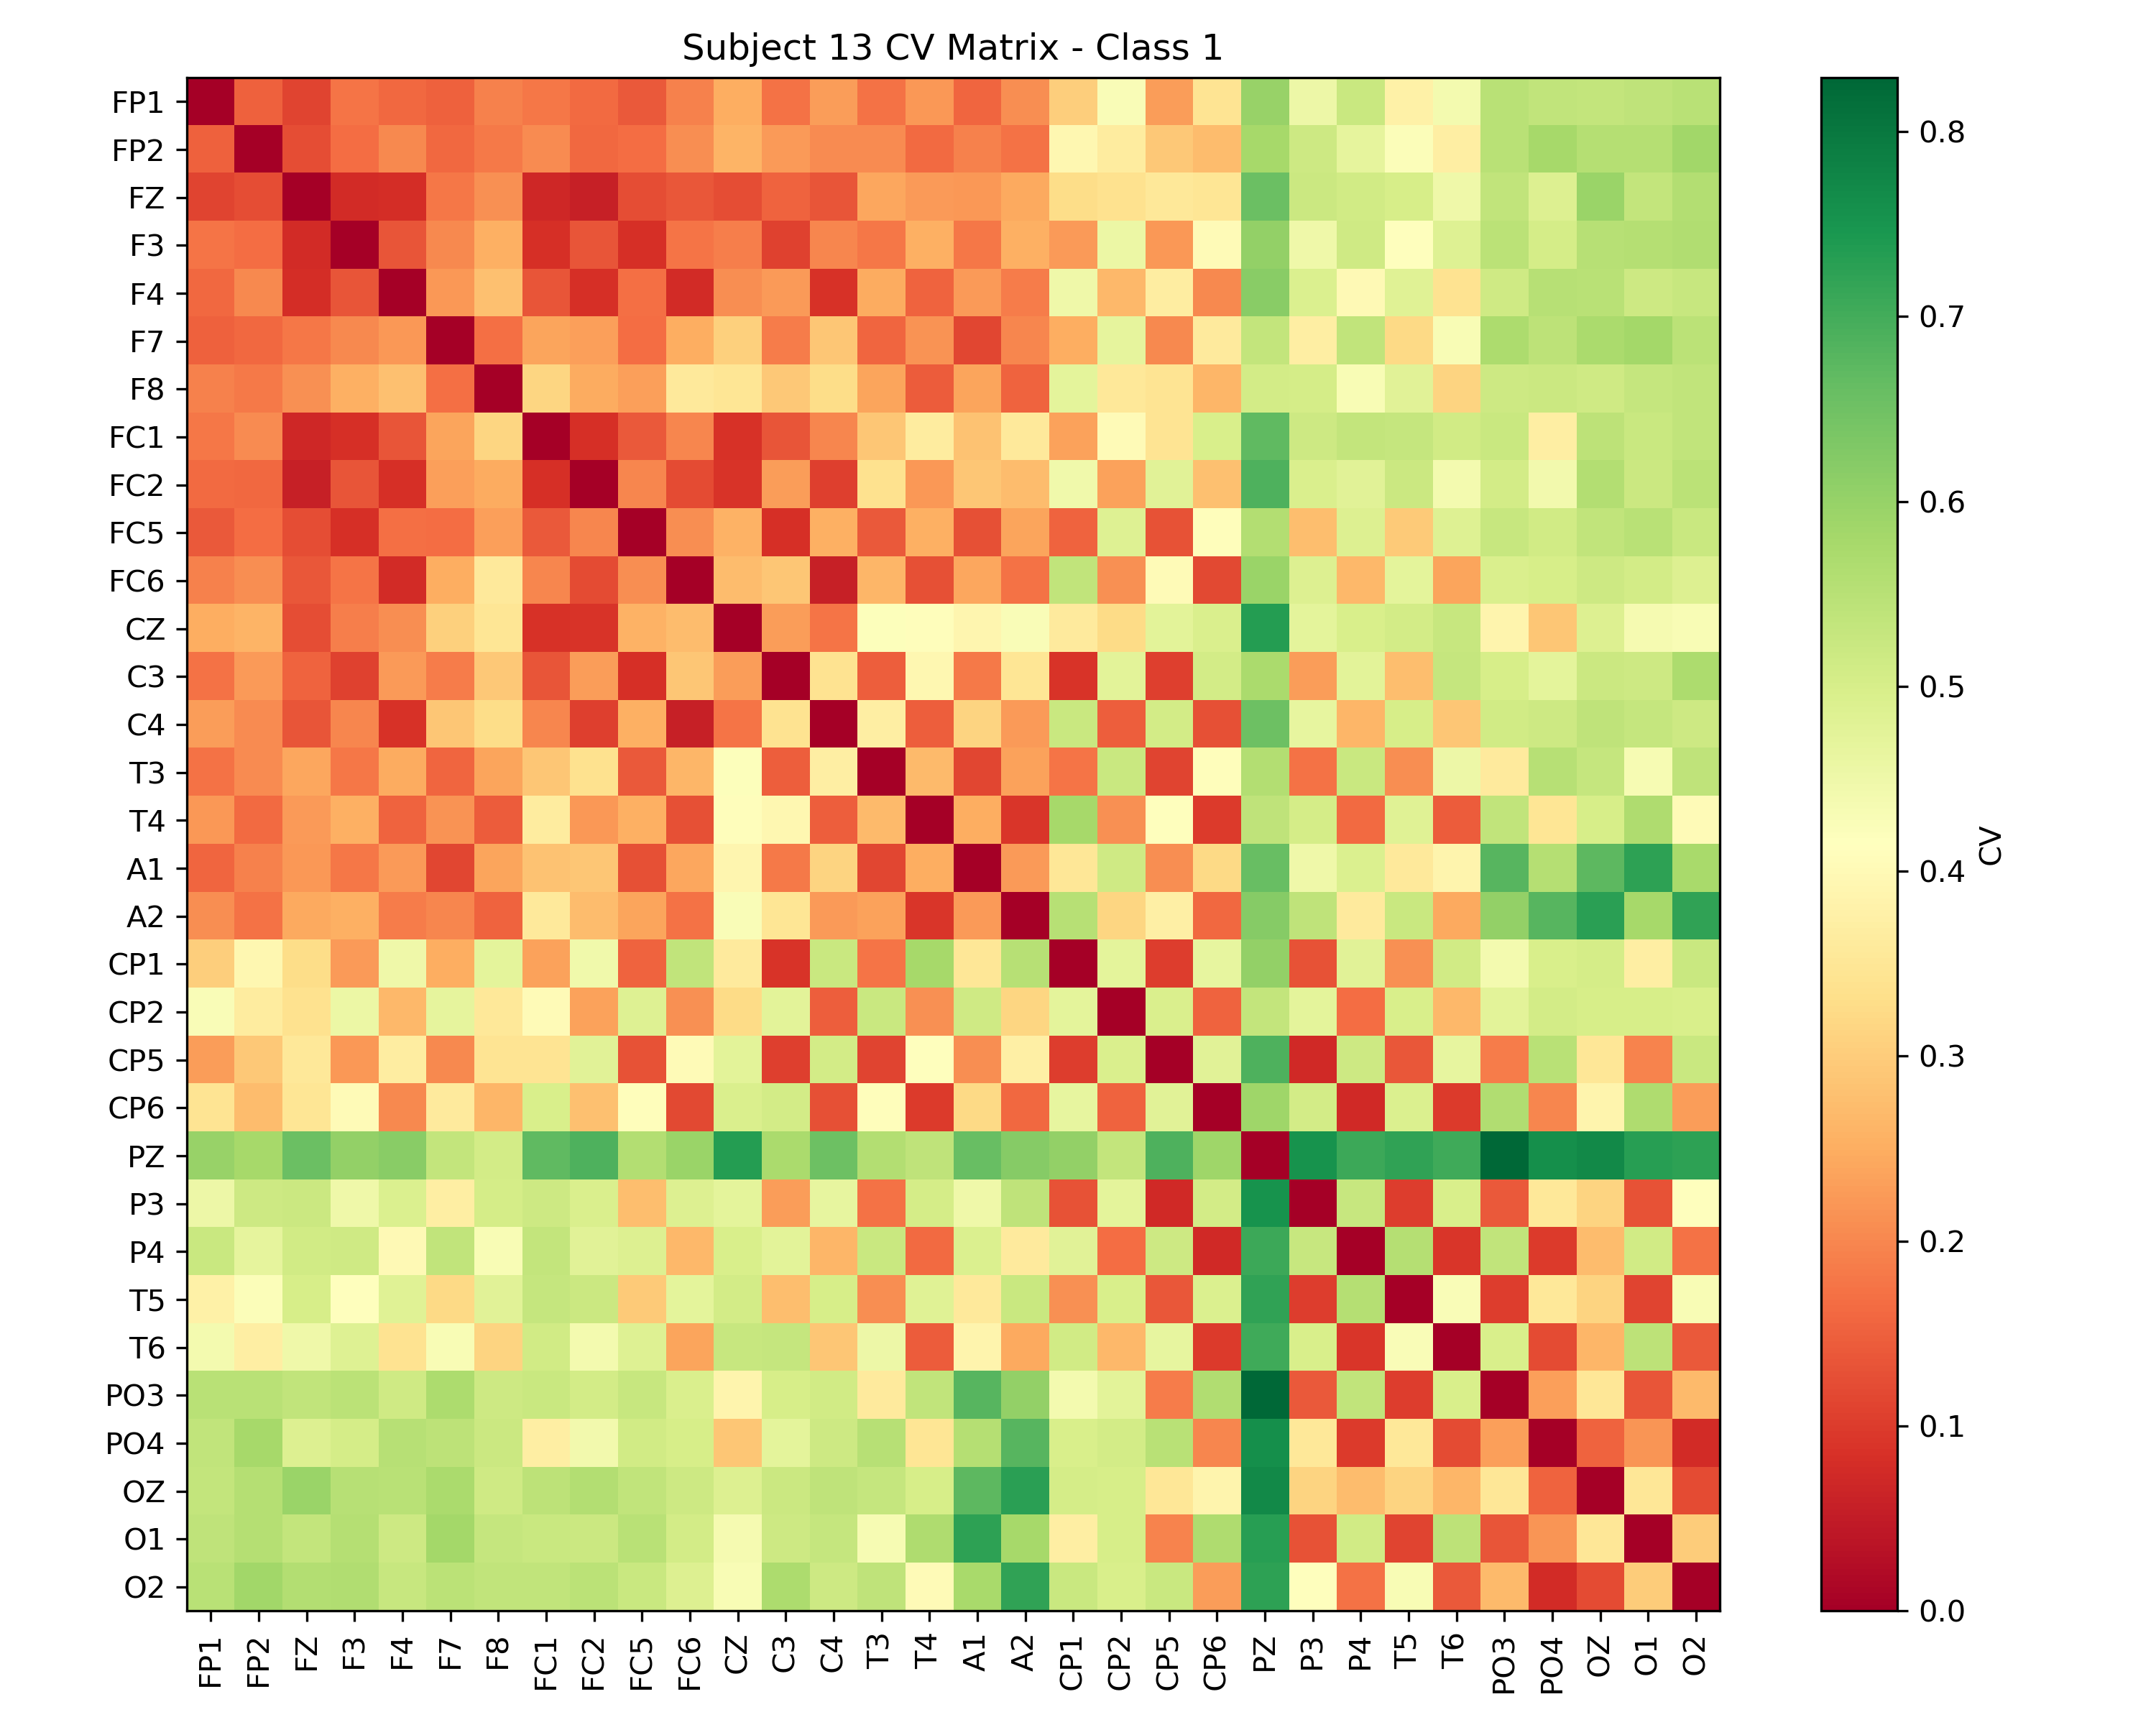 Subject 13 CV Matrix - Class 1
FP1
FP2
FZ
F3
F4
F7
F8
FC1
FC2
FC5
FC6
CZ
C3
C4
T3
T4
A1
A2
CP1
CP2
CP5
CP6
PZ
P3
P4
T5
T6
PO3
PO4
OZ
O1
O2
FP1 FP2 FZ F3 F4 F7 F8 FC1 FC2 FC5 FC6 CZ C3 C4 T3 T4 A1 A2 CP1 CP2 CP5 CP6 PZ P3 P4 T5 T6 PO3 PO4 OZ O1 O2
0.8
0.7
0.6
0.5
0.4
0.3
0.2
0.1
0.0
CV